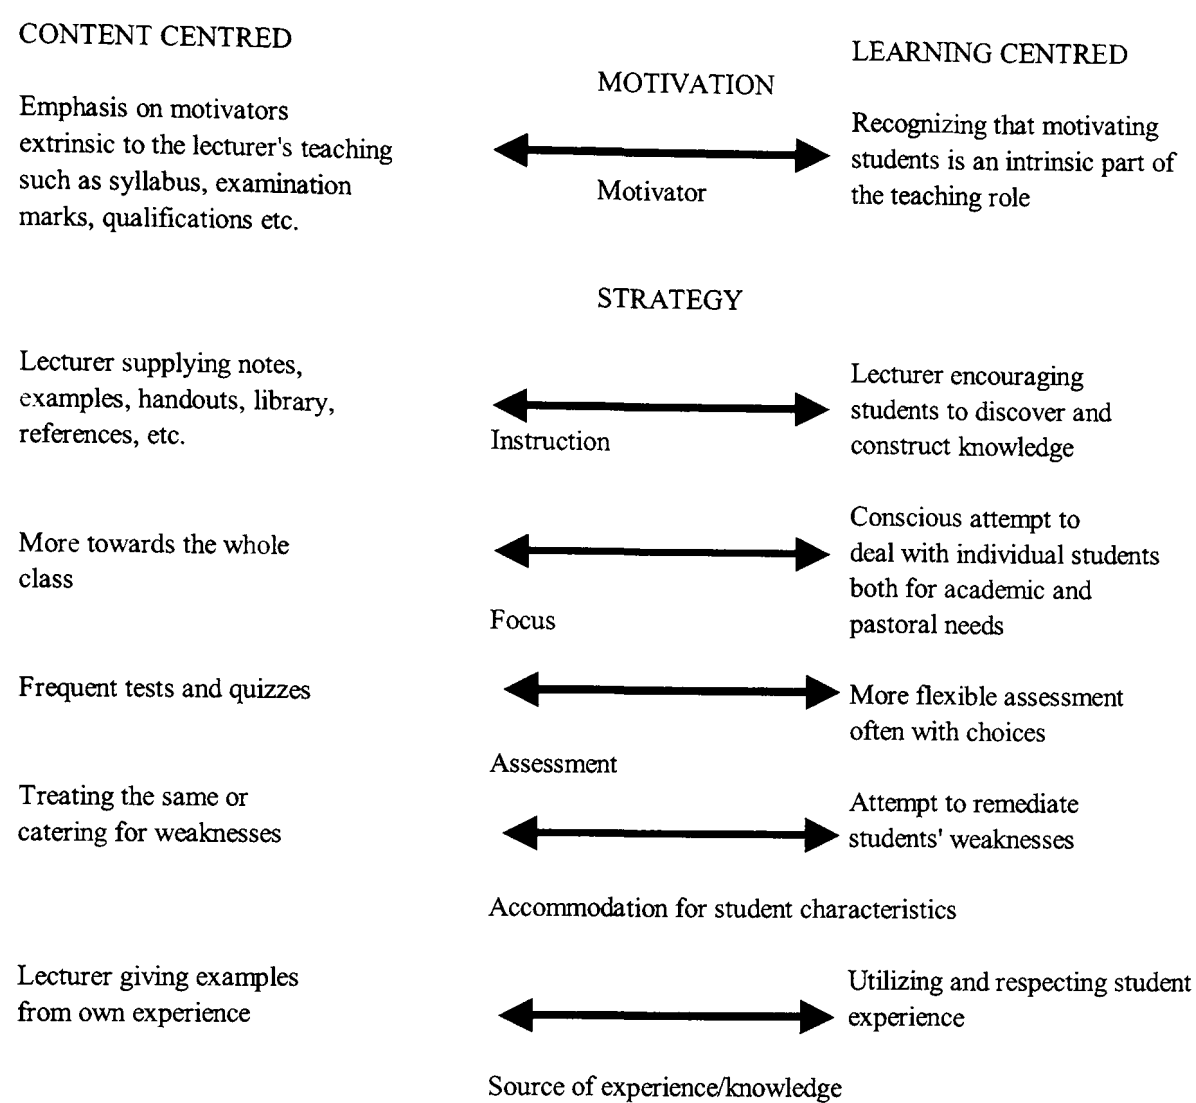 CONTENT CENTRED
LEARNING CENTRED
MOTIVATION
Emphasis on motivators
extrinsic to the lecturer's teaching
such as syllabus, examination
marks, qualifications etc.
Motivator
Recognizing that motivating
students is an intrinsic part of
the teaching role
STRATEGY
Lecturer supplying notes,
examples, handouts, library,
references, etc.
Instruction
Lecturer encouraging
students to discover and
construct knowledge
More towards the whole
class
Focus
Conscious attempt to
deal with individual students
both for academic and
pastoral needs
Frequent tests and quizzes
Assessment
More flexible assessment
often with choices
Treating the same or
catering for weaknesses
Accommodation for student characteristics
Attempt to remediate
students' weaknesses
Lecturer giving examples
from own experience
Source of experience/knowledge
Utilizing and respecting student
experience